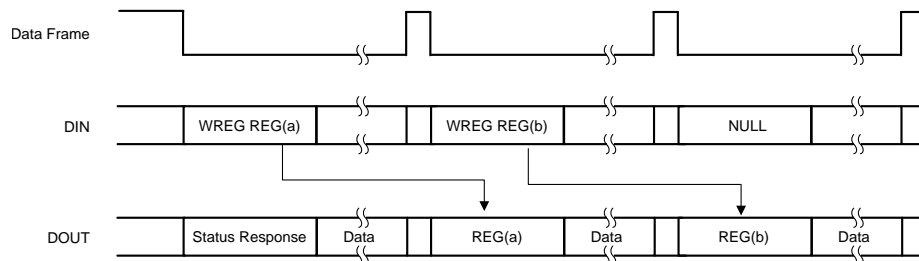 Data Frame
DIN WREG REG(a) WREG REG(b) NULL
DOUT Status Response Data REG(a) Data REG(b) Data